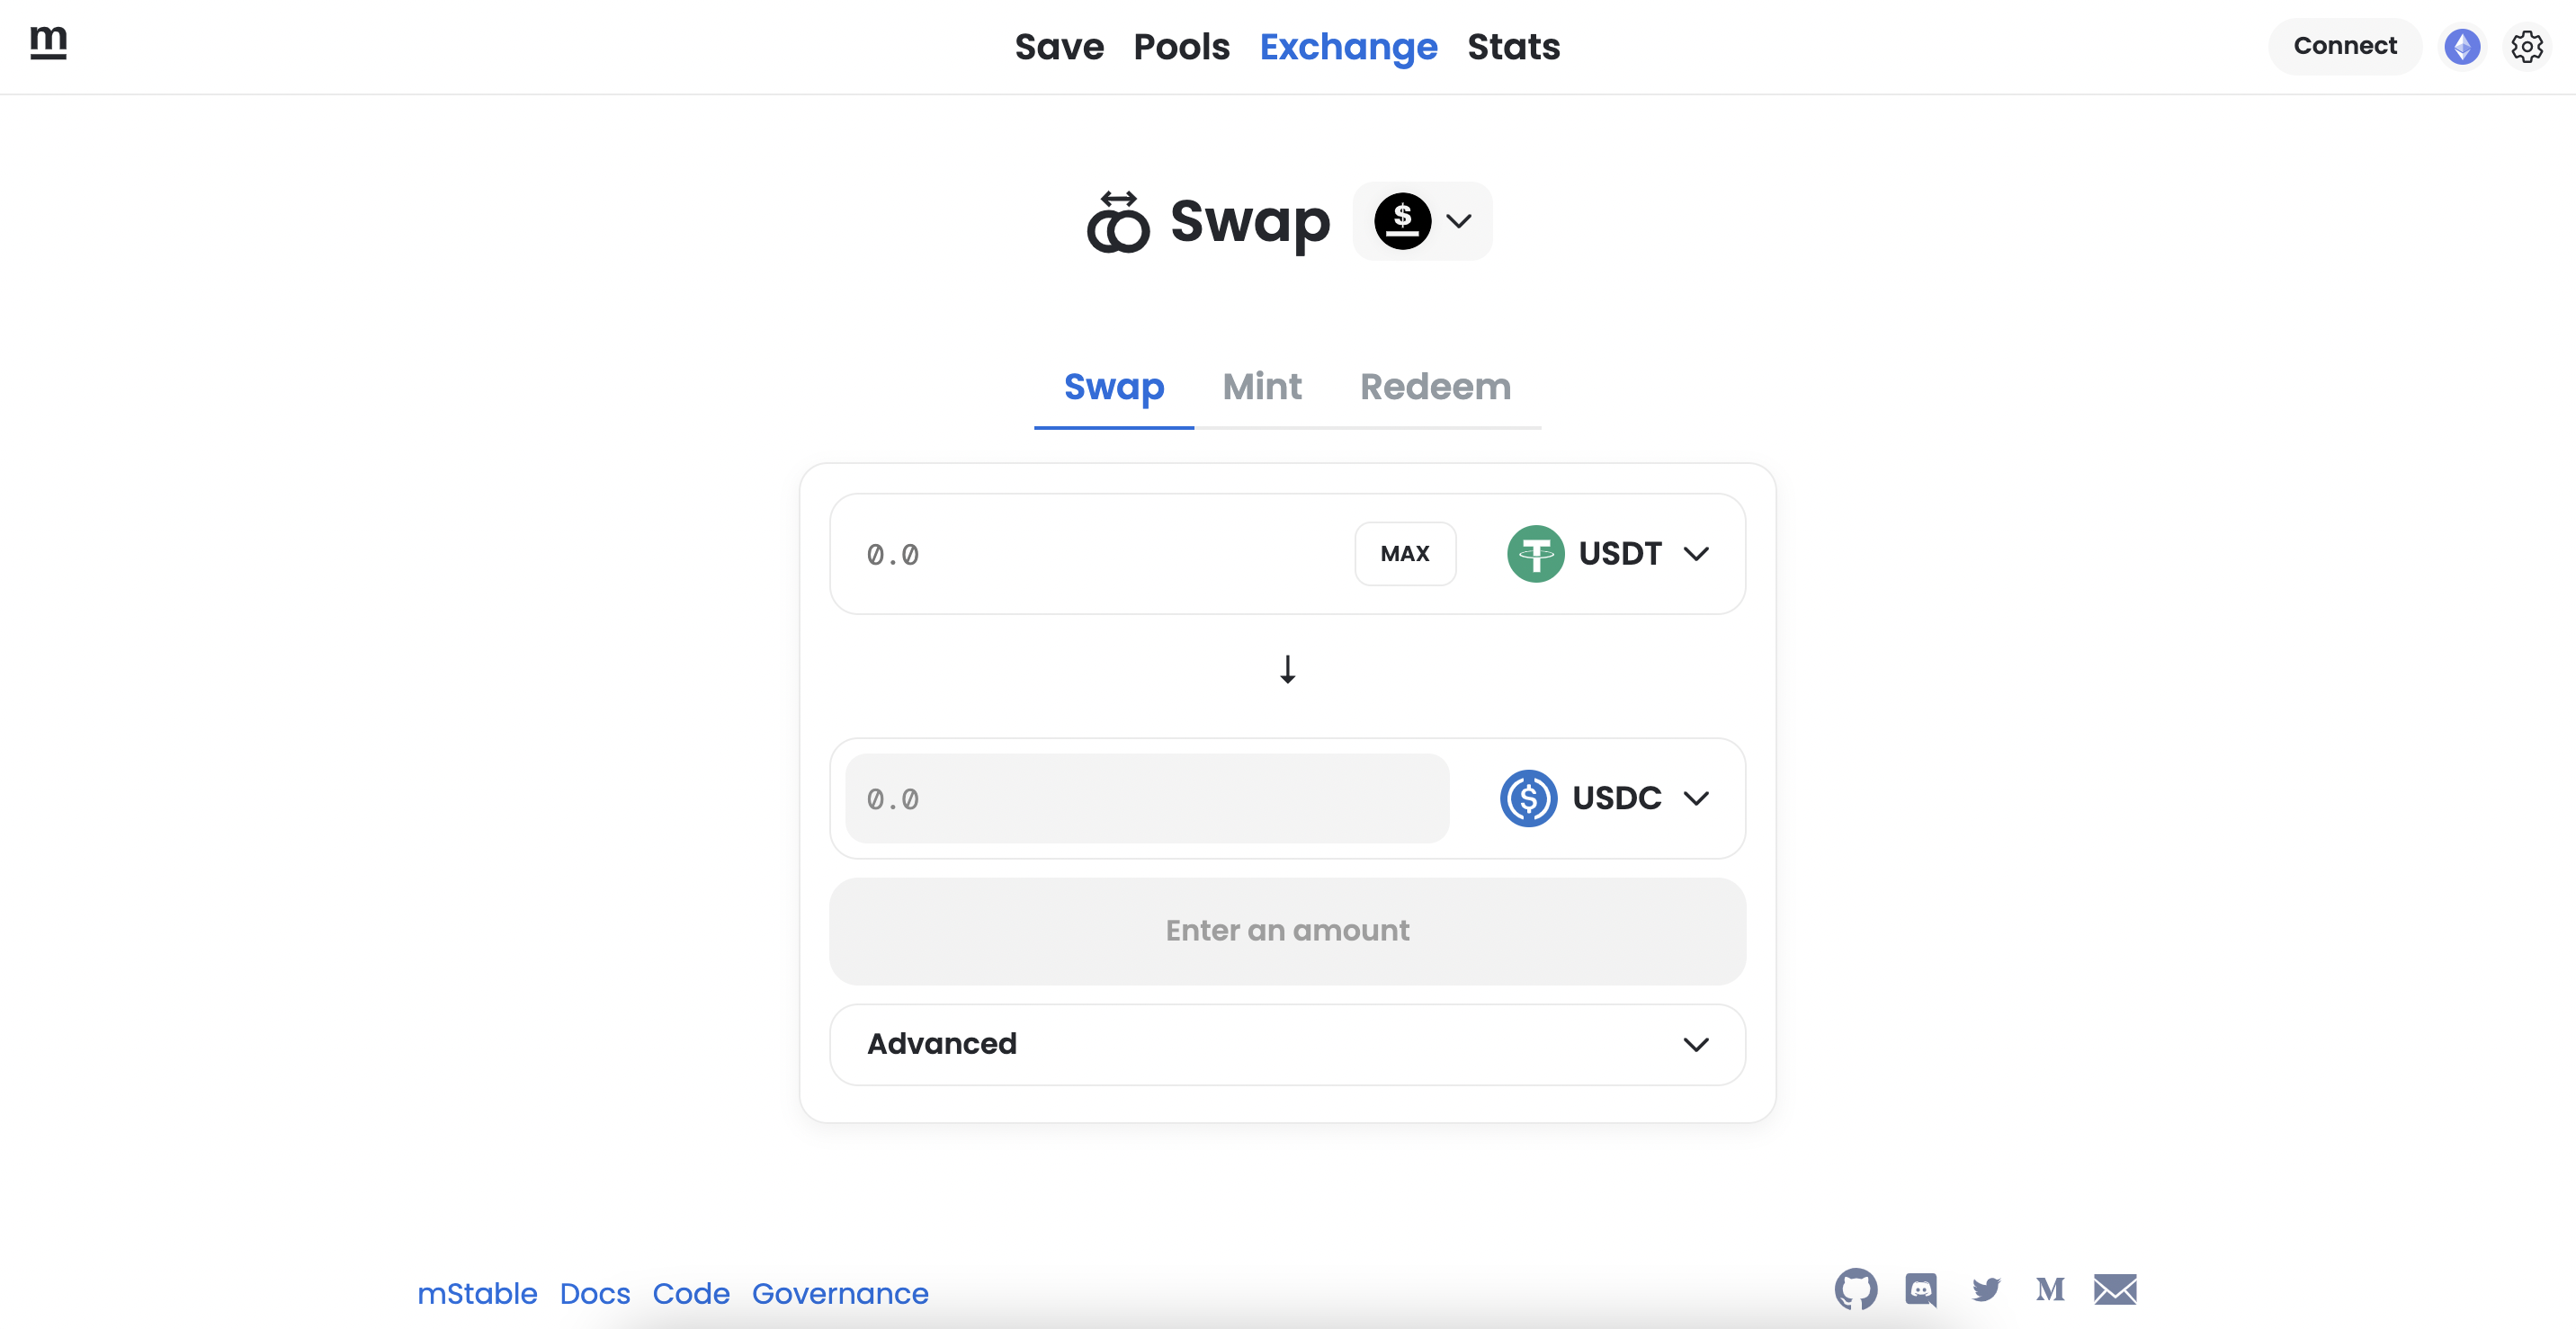 m
Save Pools Exchange Stats
Connect
Swap $
Swap Mint Redeem
0.0 MAX USDT
0.0 $ USDC
Enter an amount
Advanced
mStable Docs Code Governance
M